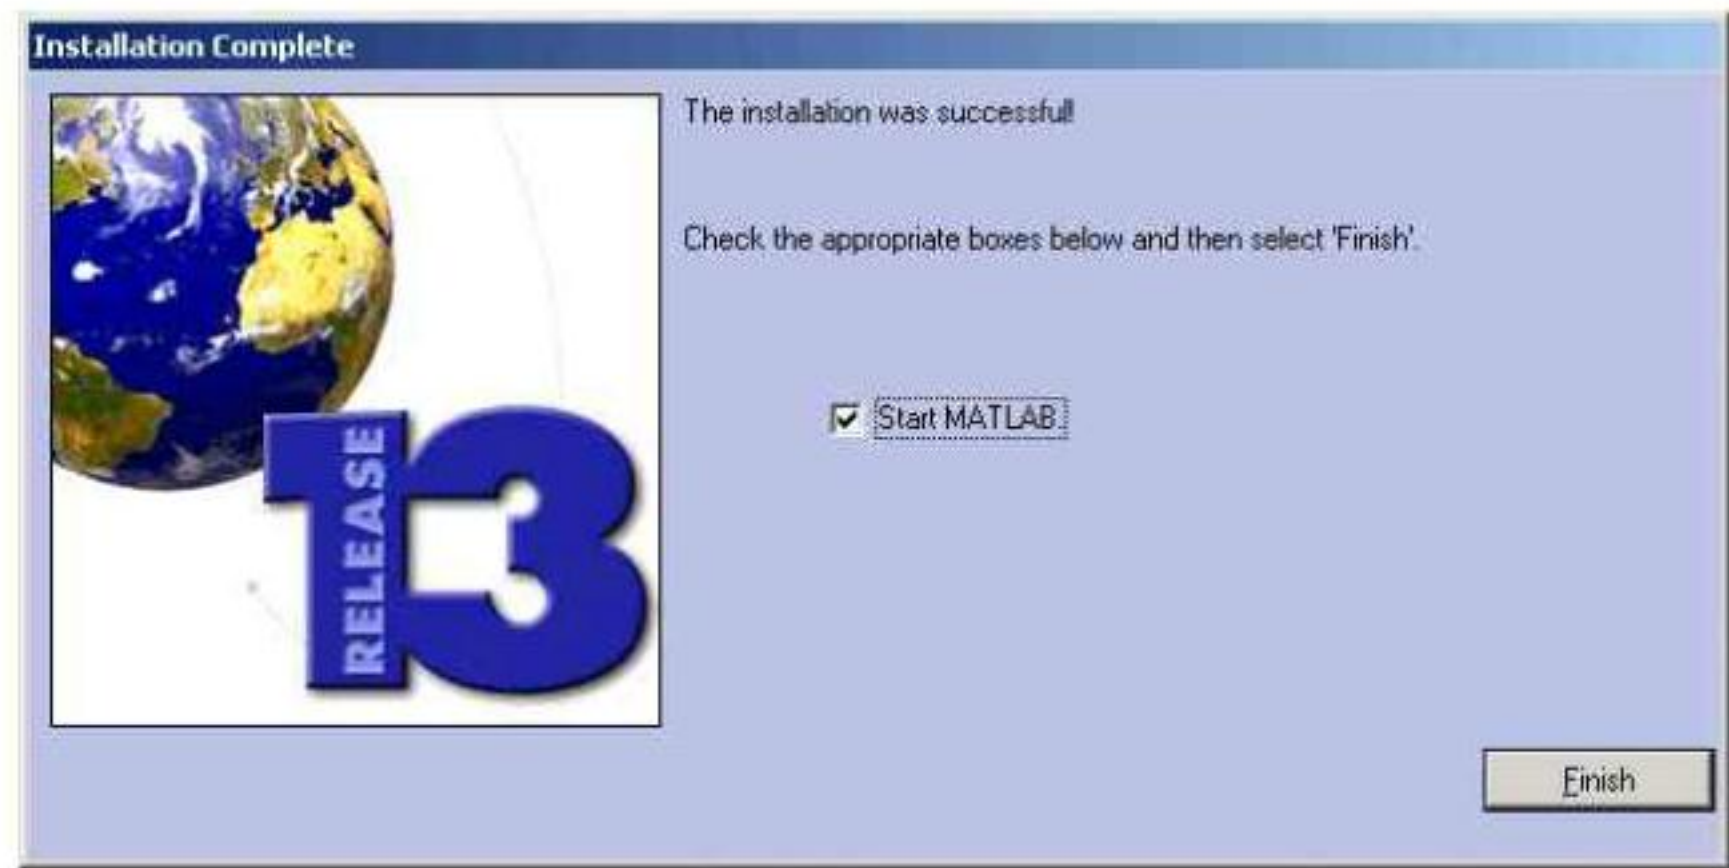 Installation Complete
The installation was successful!
Check the appropriate boxes below and then select 'Finish'.
Start MATLAB.
RELEASE
13
Finish